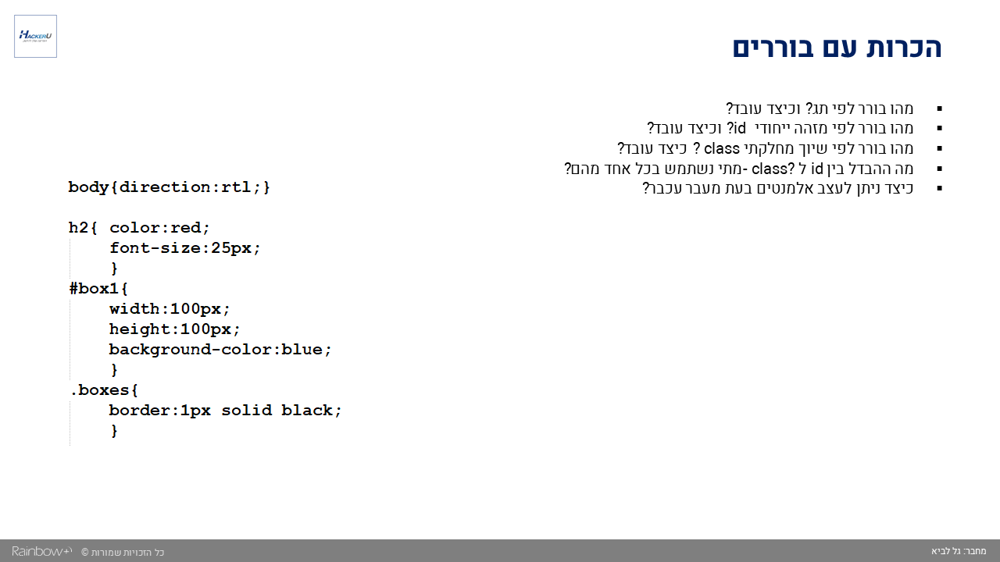 HACKERU
הכרות עם בוררים
▪ מהו בורר לפי תג? וכיצד עובד?
▪ מהו בורר לפי מזהה ייחודי id? וכיצד עובד?
▪ מהו בורר לפי שיוך מחלקתי class ? כיצד עובד?
▪ מה ההבדל בין id ל class? -מתי נשתמש בכל אחד מהם?
▪ כיצד ניתן לעצב אלמנטים בעת מעבר עכבר?
body{direction:rtl;}
h2{ color:red;
font-size:25px;
}
#box1{
width:100px;
height:100px;
background-color:blue;
}
.boxes{
border:1px solid black;
}
מחבר: גל לביא
כל הזכויות שמורות ©
Rainbow+